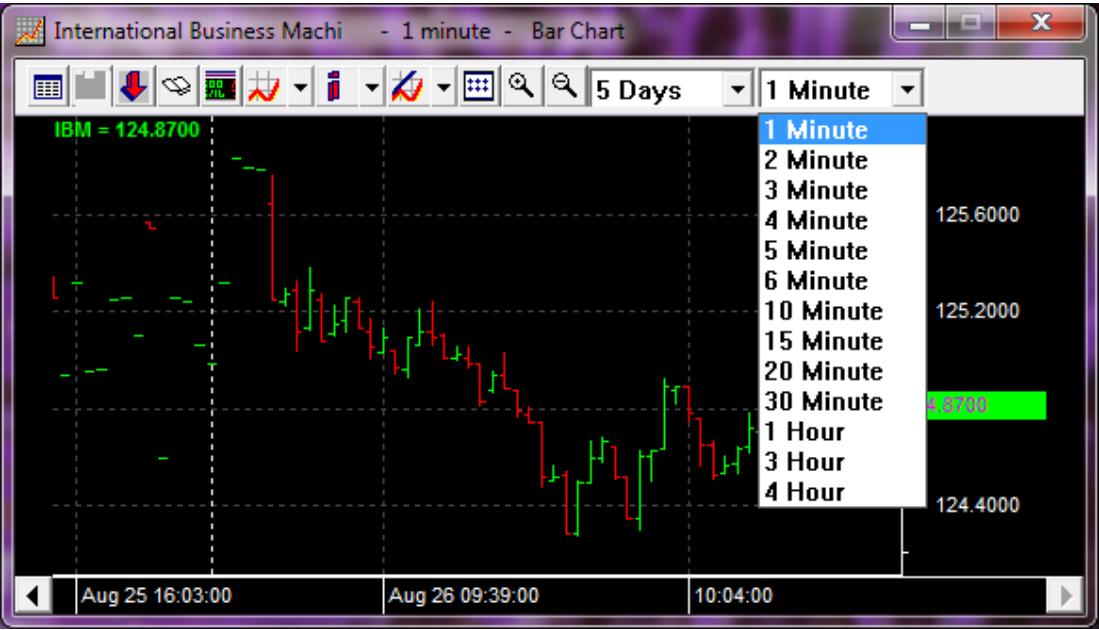 International Business Machi - 1 minute - Bar Chart
5 Days 1 Minute
IBM = 124.8700
1 Minute
2 Minute
3 Minute
4 Minute
5 Minute
6 Minute
10 Minute
15 Minute
20 Minute
30 Minute
1 Hour
3 Hour
4 Hour
125.6000
125.2000
4.8700
124.4000
Aug 25 16:03:00 Aug 26 09:39:00 10:04:00